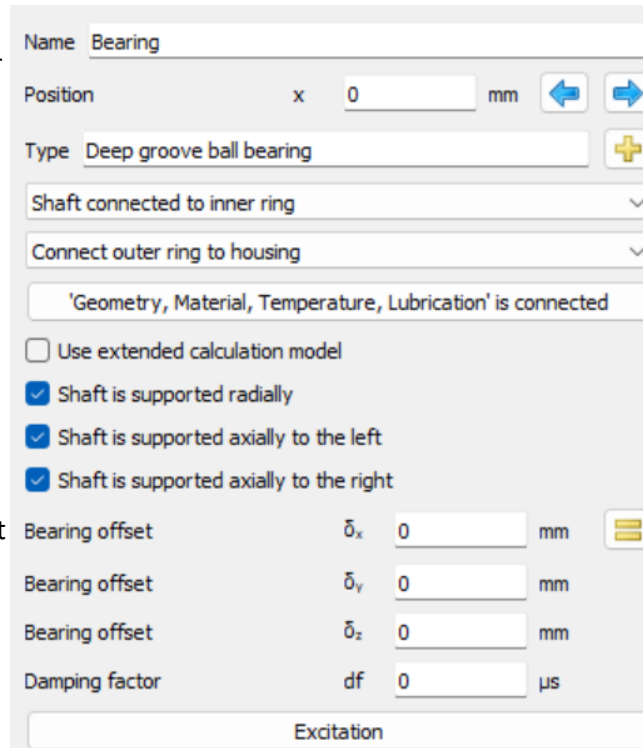 Name Bearing
Position x 0 mm
Type Deep groove ball bearing
Shaft connected to inner ring
Connect outer ring to housing
'Geometry, Material, Temperature, Lubrication' is connected
Use extended calculation model
Shaft is supported radially
Shaft is supported axially to the left
Shaft is supported axially to the right
Bearing offset δx 0 mm
Bearing offset δy 0 mm
Bearing offset δz 0 mm
Damping factor df 0 µs
Excitation